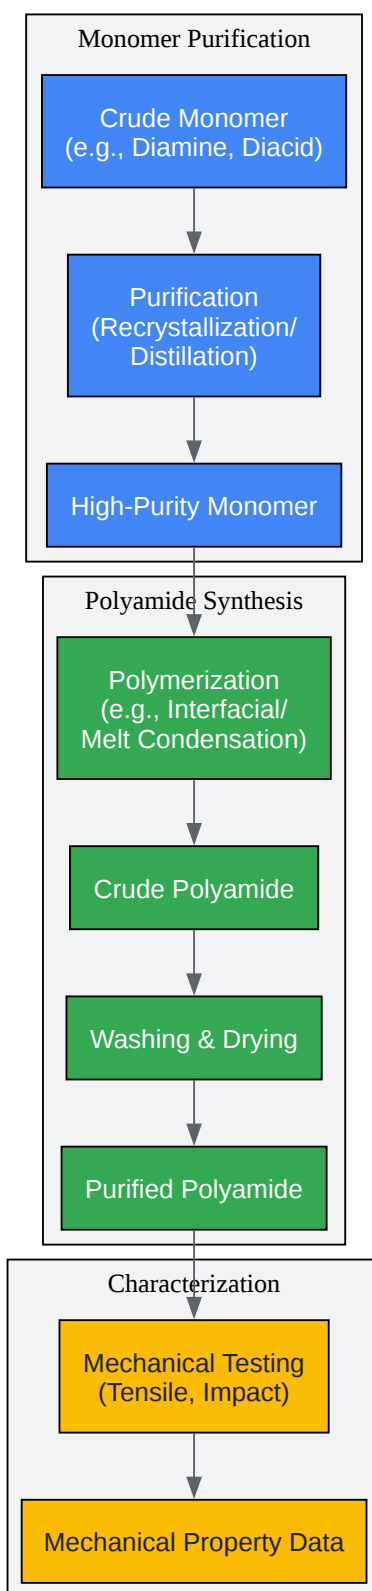 Monomer Purification
Crude Monomer
(e.g., Diamine, Diacid)
Purification
(Recrystallization/
Distillation)
High-Purity Monomer
Polyamide Synthesis
Polymerization
(e.g., Interfacial/
Melt Condensation)
Crude Polyamide
Washing & Drying
Purified Polyamide
Characterization
Mechanical Testing
(Tensile, Impact)
Mechanical Property Data